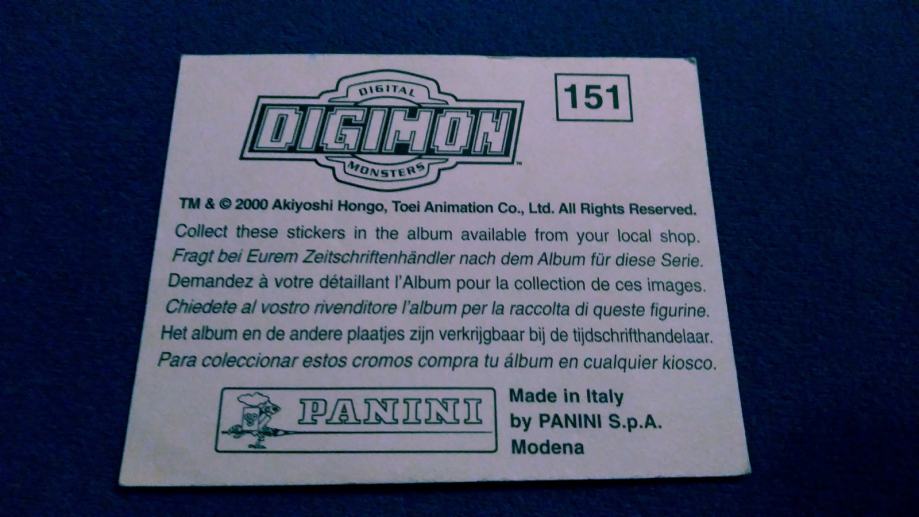 151
DIGITAL
DIGIMON
MONSTERS
TM & © 2000 Akiyoshi Hongo, Toei Animation Co., Ltd. All Rights Reserved.
Collect these stickers in the album available from your local shop.
Fragt bei Eurem Zeitschriftenhändler nach dem Album für diese Serie.
Demandez à votre détaillant l'Album pour la collection de ces images.
Chiedete al vostro rivenditore l'album per la raccolta di queste figurine.
Het album en de andere plaatjes zijn verkrijgbaar bij de tijdschrifthandelaar.
Para coleccionar estos cromos compra tu álbum en cualquier kiosco.
PANINI
Made in Italy
by PANINI S.p.A.
Modena